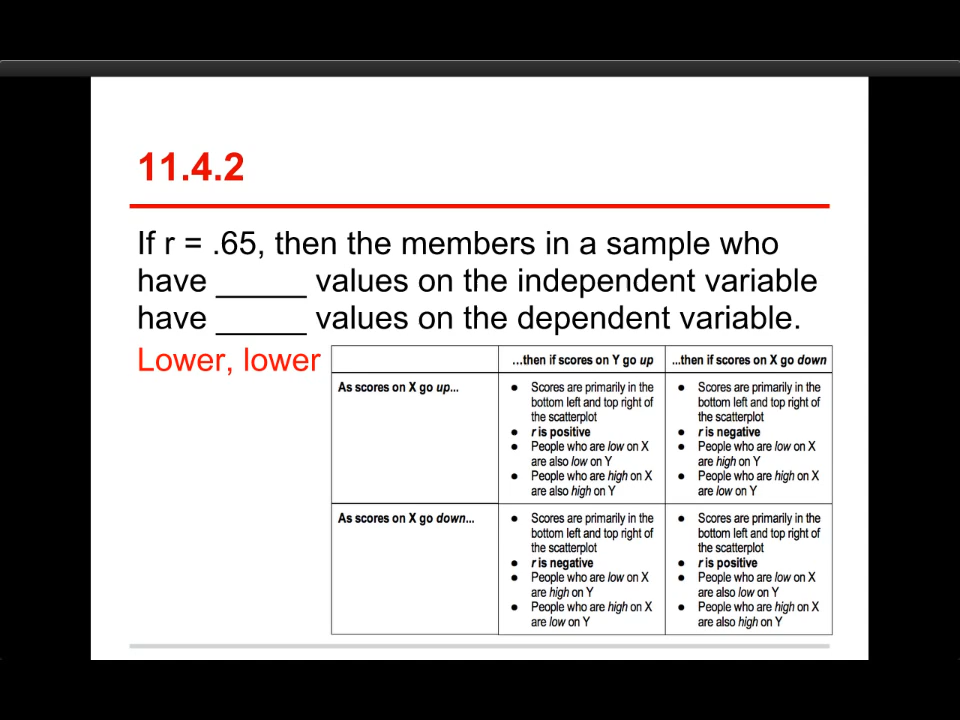 11.4.2
If r = .65, then the members in a sample who
have _____ values on the independent variable
have _____ values on the dependent variable.
Lower, lower
...then if scores on Y go up
...then if scores on X go down
As scores on X go up...
● Scores are primarily in the
bottom left and top right of
the scatterplot
● r is positive
● People who are low on X
are also low on Y
● People who are high on X
are also high on Y
● Scores are primarily in the
bottom left and top right of
the scatterplot
● r is negative
● People who are low on X
are high on Y
● People who are high on X
are low on Y
As scores on X go down...
● Scores are primarily in the
bottom left and top right of
the scatterplot
● r is negative
● People who are low on X
are high on Y
● People who are high on X
are low on Y
● Scores are primarily in the
bottom left and top right of
the scatterplot
● r is positive
● People who are low on X
are also low on Y
● People who are high on X
are also high on Y